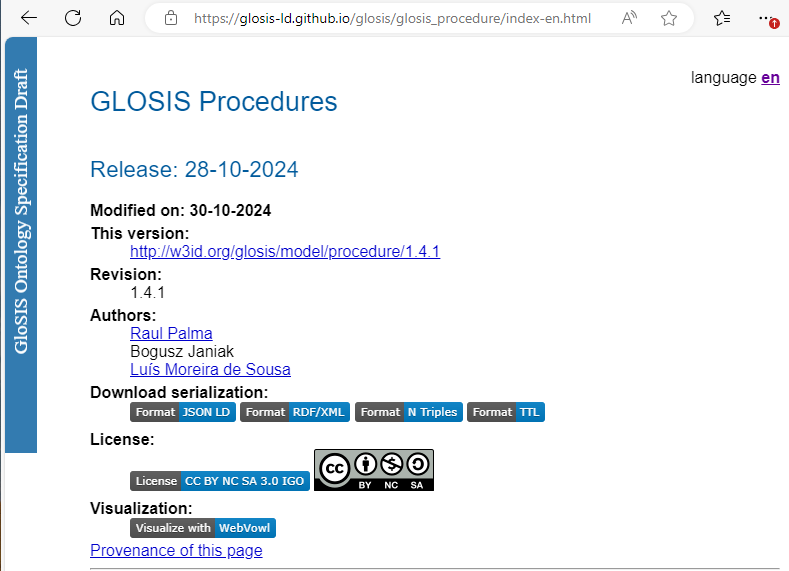 https://glosis-ld.github.io/glosis/glosis_procedure/index-en.html
GloSIS Ontology Specification Draft
language en
GLOSIS Procedures
Release: 28-10-2024
Modified on: 30-10-2024
This version:
http://w3id.org/glosis/model/procedure/1.4.1
Revision:
1.4.1
Authors:
Raul Palma
Bogusz Janiak
Luís Moreira de Sousa
Download serialization:
Format JSON LD Format RDF/XML Format N Triples Format TTL
License:
License CC BY NC SA 3.0 IGO cc BY NC SA
Visualization:
Visualize with WebVowl
Provenance of this page